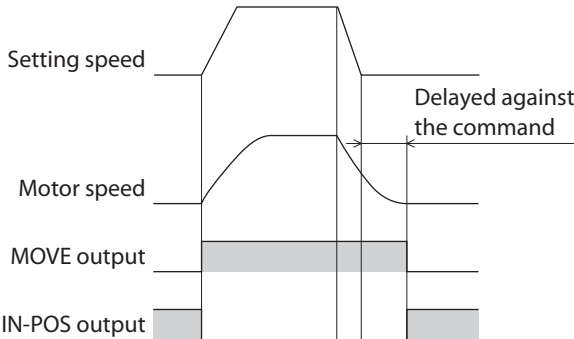 Setting speed
Delayed against
the command
Motor speed
MOVE output
IN-POS output